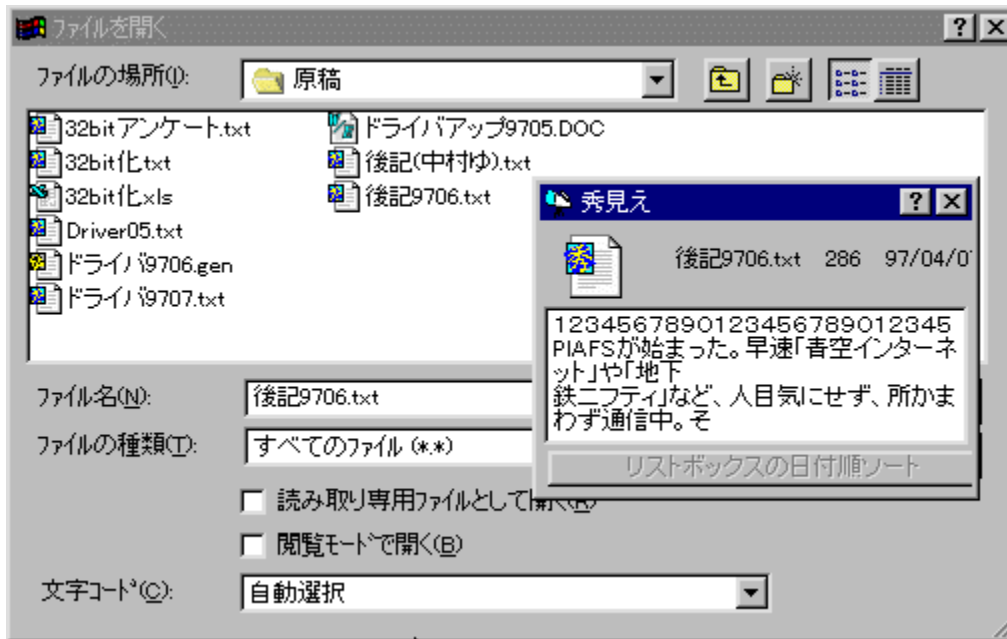 ファイルを開く
ファイルの場所(I):
原稿
32bitアンケート.txt
32bit化.txt
32bit化.xls
Driver05.txt
ドライバ9706.gen
ドライバ9707.txt
ドライバアップ9705.DOC
後記(中村ゆ).txt
後記9706.txt
秀見え
後記9706.txt 286 97/04/0
1234567890123456789012345
PIAFSが始まった。早速「青空インターネ
ット」や「地下
鉄ニフティ」など、人目気にせず、所かま
わず通信中。そ
リストボックスの日付順ソート
ファイル名(N):
後記9706.txt
ファイルの種類(T):
すべてのファイル (*.*)
読み取り専用ファイルとして開く(R)
閲覧モードで開く(B)
文字コード(C):
自動選択